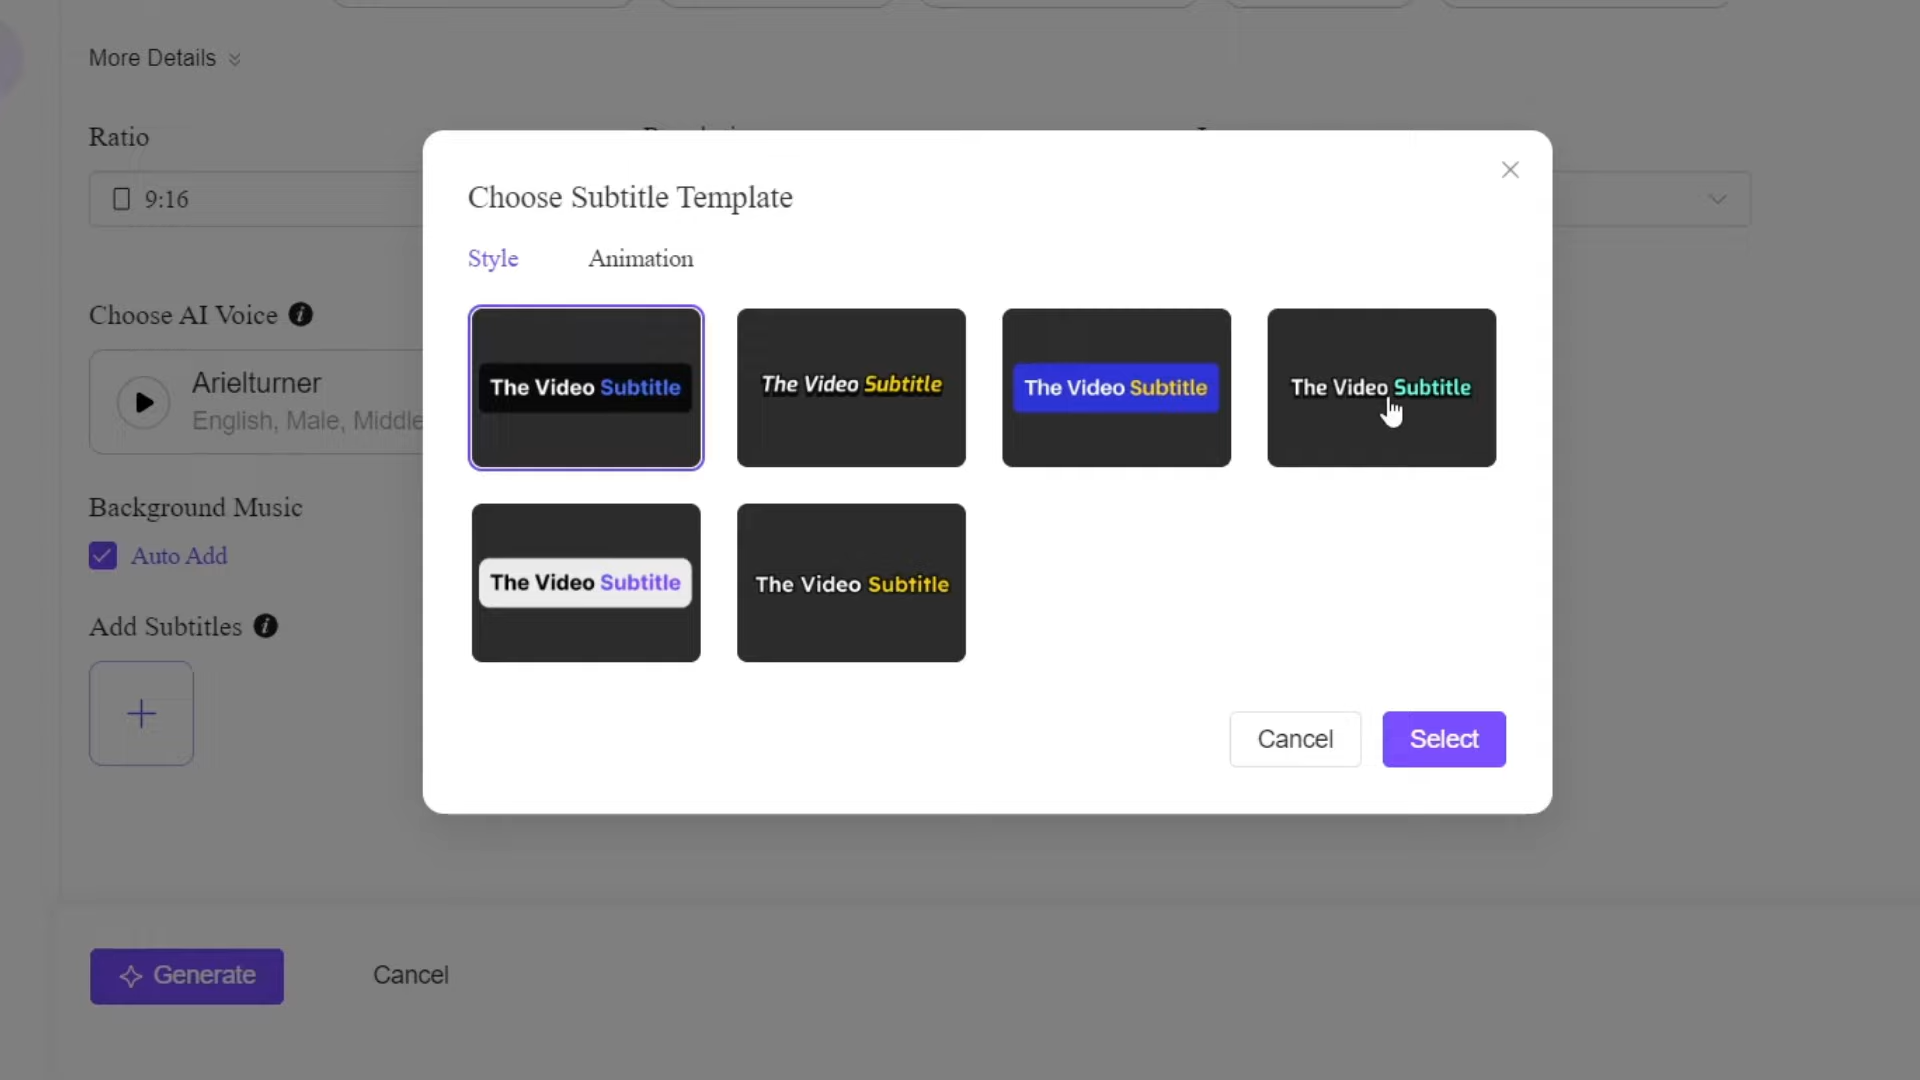 More Details
Ratio
9:16
Choose Subtitle Template
Style
Animation
Choose AI Voice
Arielturner
English, Male, Middle
The Video Subtitle
The Video Subtitle
The Video Subtitle
The Video Subtitle
Background Music
Auto Add
The Video Subtitle
The Video Subtitle
Add Subtitles
Cancel
Select
Generate
Cancel